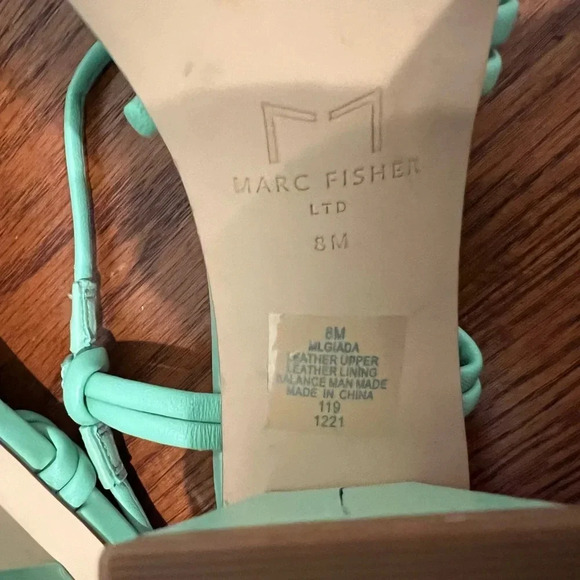 MARC FISHER
LTD
8M
8M
MLGIADA
LEATHER UPPER
LEATHER LINING
BALANCE MAN MADE
MADE IN CHINA
119
1221